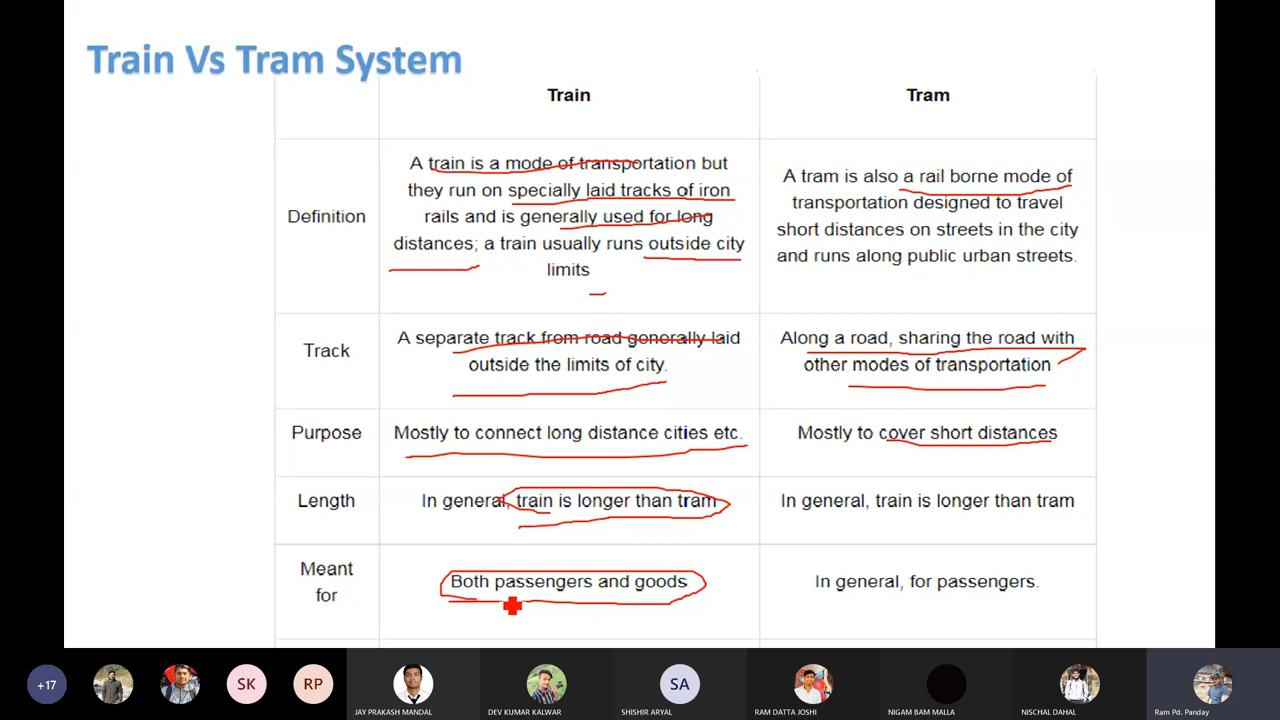 Train Vs Tram System
Train
Tram
Definition
A train is a mode of transportation but
they run on specially laid tracks of iron
rails and is generally used for long
distances; a train usually runs outside city
limits
A tram is also a rail borne mode of
transportation designed to travel
short distances on streets in the city
and runs along public urban streets.
Track
A separate track from road generally laid
outside the limits of city.
Along a road, sharing the road with
other modes of transportation
Purpose
Mostly to connect long distance cities etc.
Mostly to cover short distances
Length
In general, train is longer than tram
In general, train is longer than tram
Meant
for
Both passengers and goods
In general, for passengers.
+17
SK
RP
JAY PRAKASH MANDAL
DEV KUMAR KALWAR
SA
SHISHIR ARYAL
RAM DATTA JOSHI
NIGAM BAM MALLA
NISCHAL DAHAL
Ram Pd. Panday